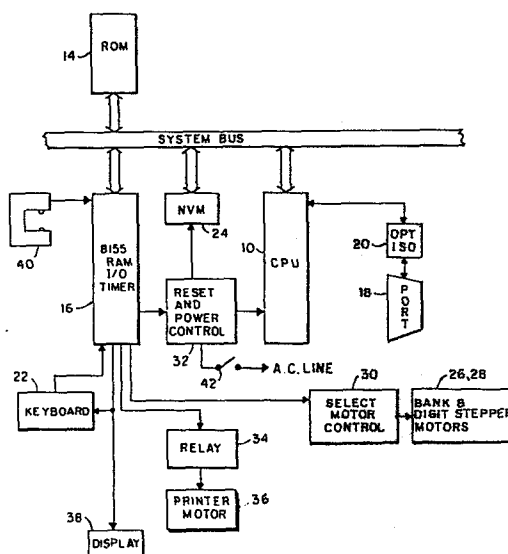 14
ROM
SYSTEM BUS
40
8155
RAM
I/O
TIMER
16
NVM
24
10
CPU
20
OPT
ISO
18
PORT
RESET
AND
POWER
CONTROL
32
42
A.C. LINE
22
KEYBOARD
30
SELECT
MOTOR
CONTROL
26,28
BANK &
DIGIT STEPPER
MOTORS
34
RELAY
PRINTER
MOTOR
36
38
DISPLAY